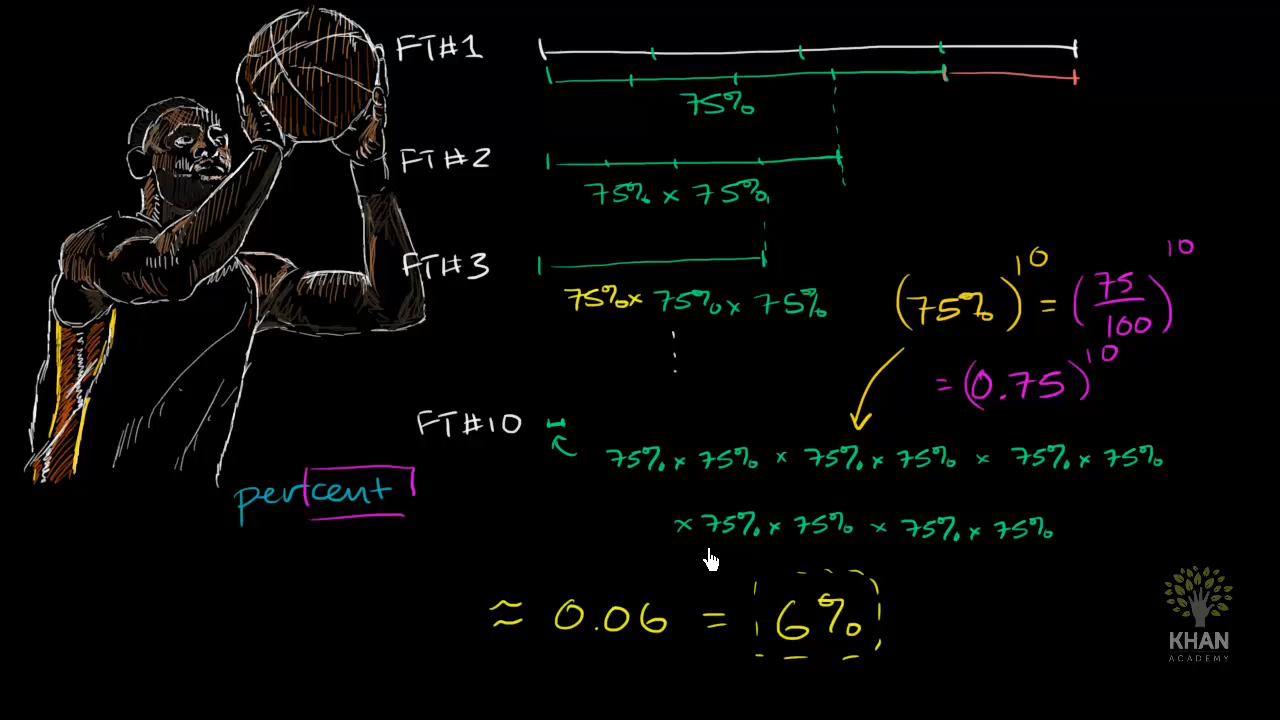 FT#1
75%
FT#2
75% x 75%
FT#3
75% x 75% x 75%
(75%)^10 = (75/100)^10
= (0.75)^10
FT#10
75% x 75% x 75% x 75% x 75% x 75%
x 75% x 75% x 75% x 75%
percent
≈ 0.06 = 6%
KHAN
ACADEMY